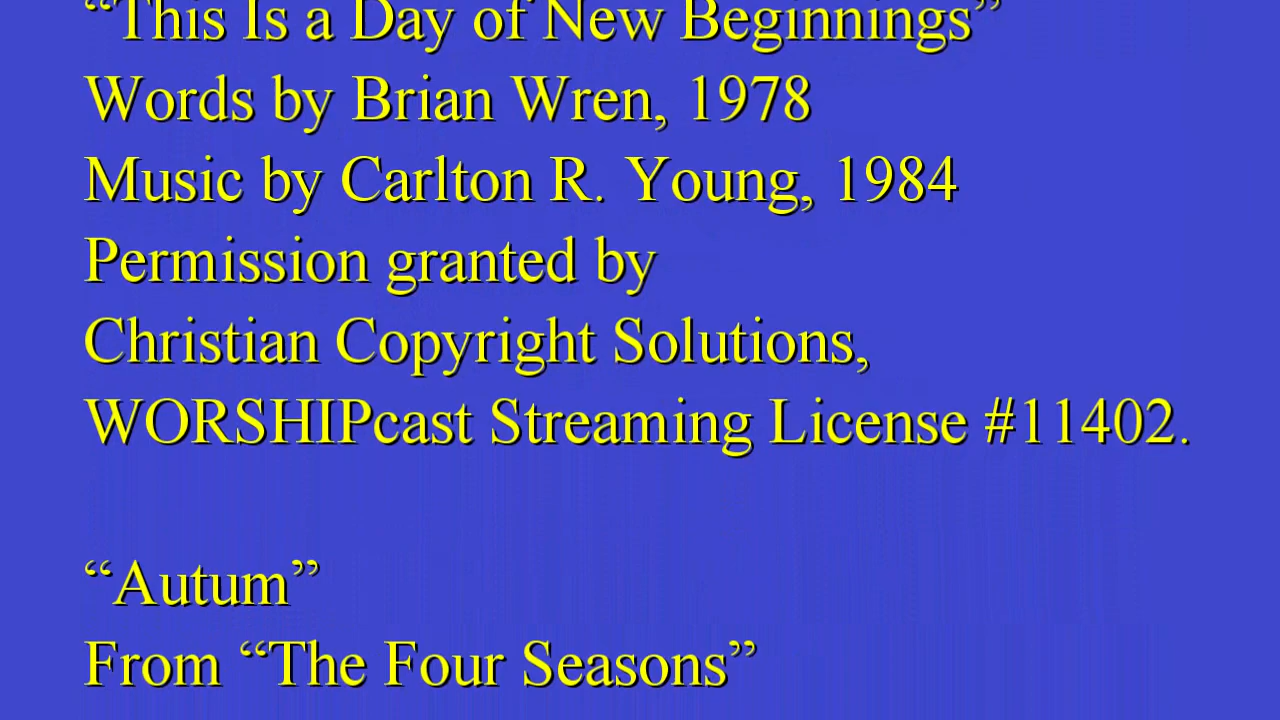 “This Is a Day of New Beginnings”
Words by Brian Wren, 1978
Music by Carlton R. Young, 1984
Permission granted by
Christian Copyright Solutions,
WORSHIPcast Streaming License #11402.
“Autum”
From “The Four Seasons”